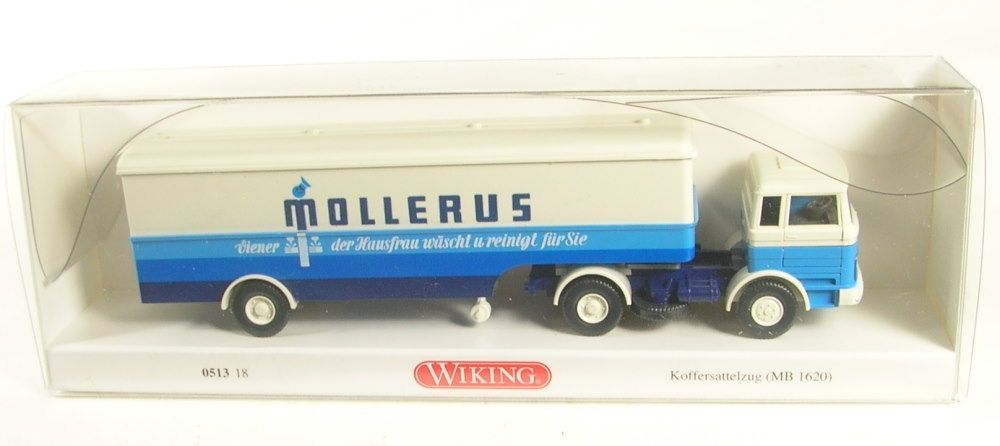 MOLLERUS
Diener der Hausfrau wäscht u. reinigt für Sie
0513 18
WIKING
Koffersattelzug (MB 1620)